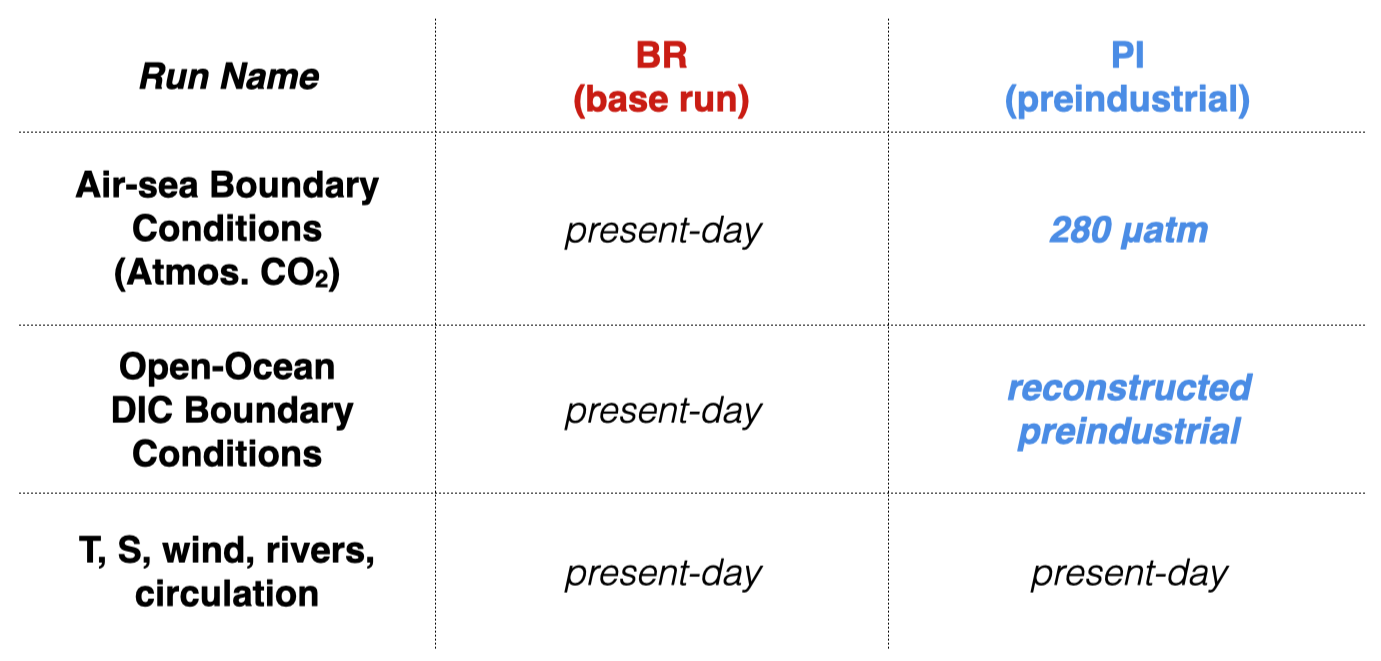 Run Name
BR
(base run)
PI
(preindustrial)
Air-sea Boundary
Conditions
(Atmos. CO₂)
present-day
280 μatm
Open-Ocean
DIC Boundary
Conditions
present-day
reconstructed
preindustrial
T, S, wind, rivers,
circulation
present-day
present-day